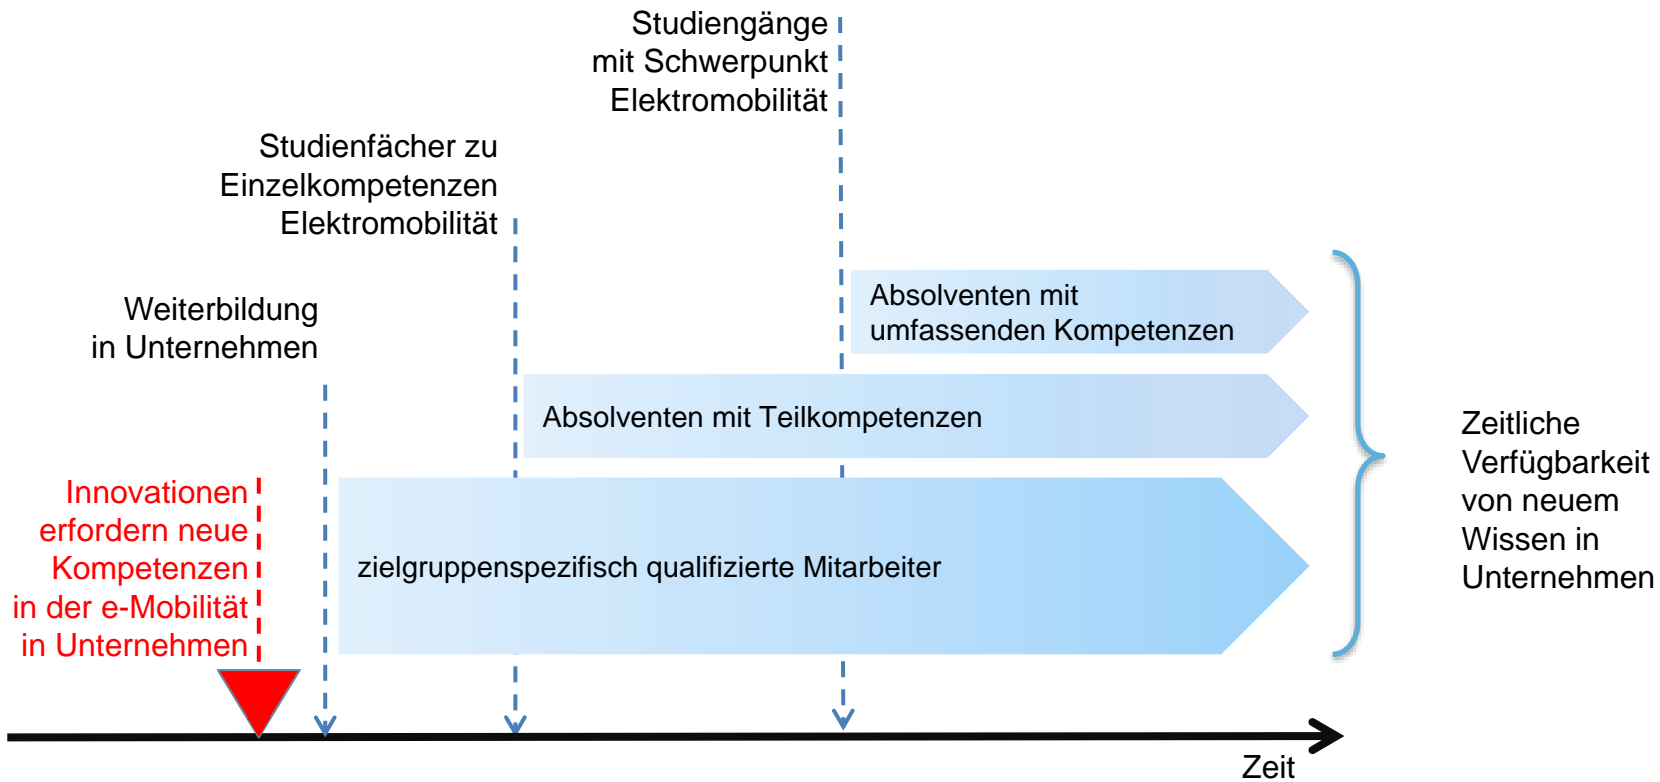 Studiengänge
mit Schwerpunkt
Elektromobilität
Studienfächer zu
Einzelkompetenzen
Elektromobilität
Weiterbildung
in Unternehmen
Absolventen mit
umfassenden Kompetenzen
Absolventen mit Teilkompetenzen
Innovationen
erfordern neue
Kompetenzen
in der e-Mobilität
in Unternehmen
zielgruppenspezifisch qualifizierte Mitarbeiter
Zeitliche
Verfügbarkeit
von neuem
Wissen in
Unternehmen
Zeit